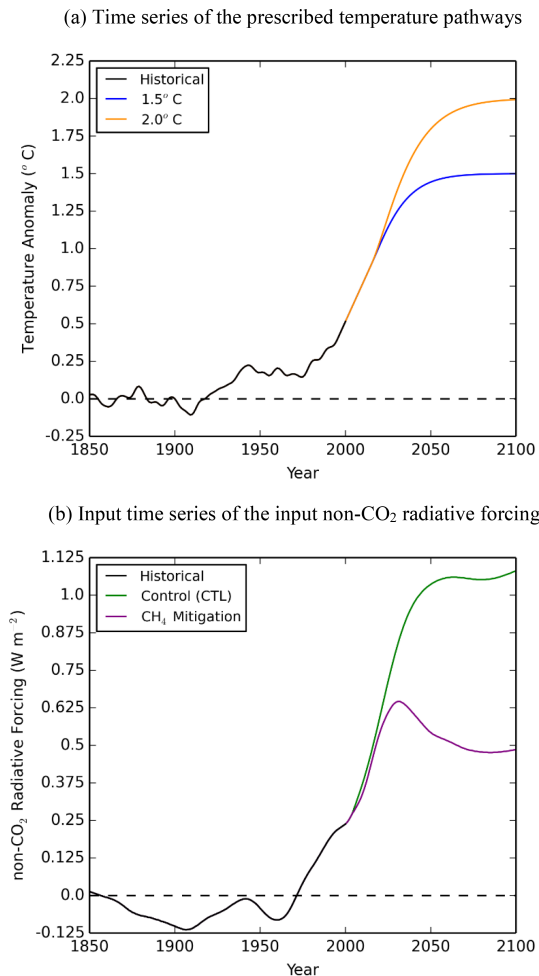 (a) Time series of the prescribed temperature pathways
2.25
2.0
1.75
1.5
1.25
1.0
0.75
0.5
0.25
0.0
-0.25
Temperature Anomaly (° C)
Historical
1.5° C
2.0° C
1850 1900 1950 2000 2050 2100
Year
(b) Input time series of the input non-CO₂ radiative forcing
1.125
1.0
0.875
0.75
0.625
0.5
0.375
0.25
0.125
0.0
-0.125
non-CO₂ Radiative Forcing (W m⁻²)
Historical
Control (CTL)
CH₄ Mitigation
1850 1900 1950 2000 2050 2100
Year